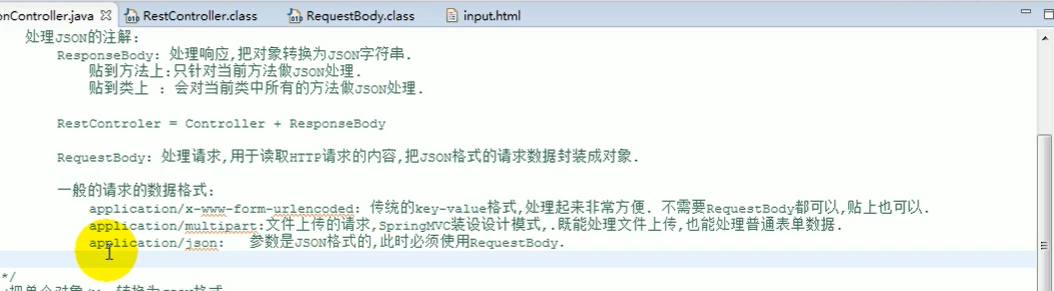 onController.java RestController.class RequestBody.class input.html
处理JSON的注解:
ResponseBody: 处理响应,把对象转换为JSON字符串.
贴到方法上:只针对当前方法做JSON处理.
贴到类上 : 会对当前类中所有的方法做JSON处理.
RestControler = Controller + ResponseBody
RequestBody: 处理请求,用于读取HTTP请求的内容,把JSON格式的请求数据封装成对象.
一般的请求的数据格式:
application/x-www-form-urlencoded: 传统的key-value格式,处理起来非常方便. 不需要RequestBody都可以,贴上也可以.
application/multipart:文件上传的请求,SpringMVC装设设计模式,.既能处理文件上传,也能处理普通表单数据.
application/json: 参数是JSON格式的,此时必须使用RequestBody.
*/